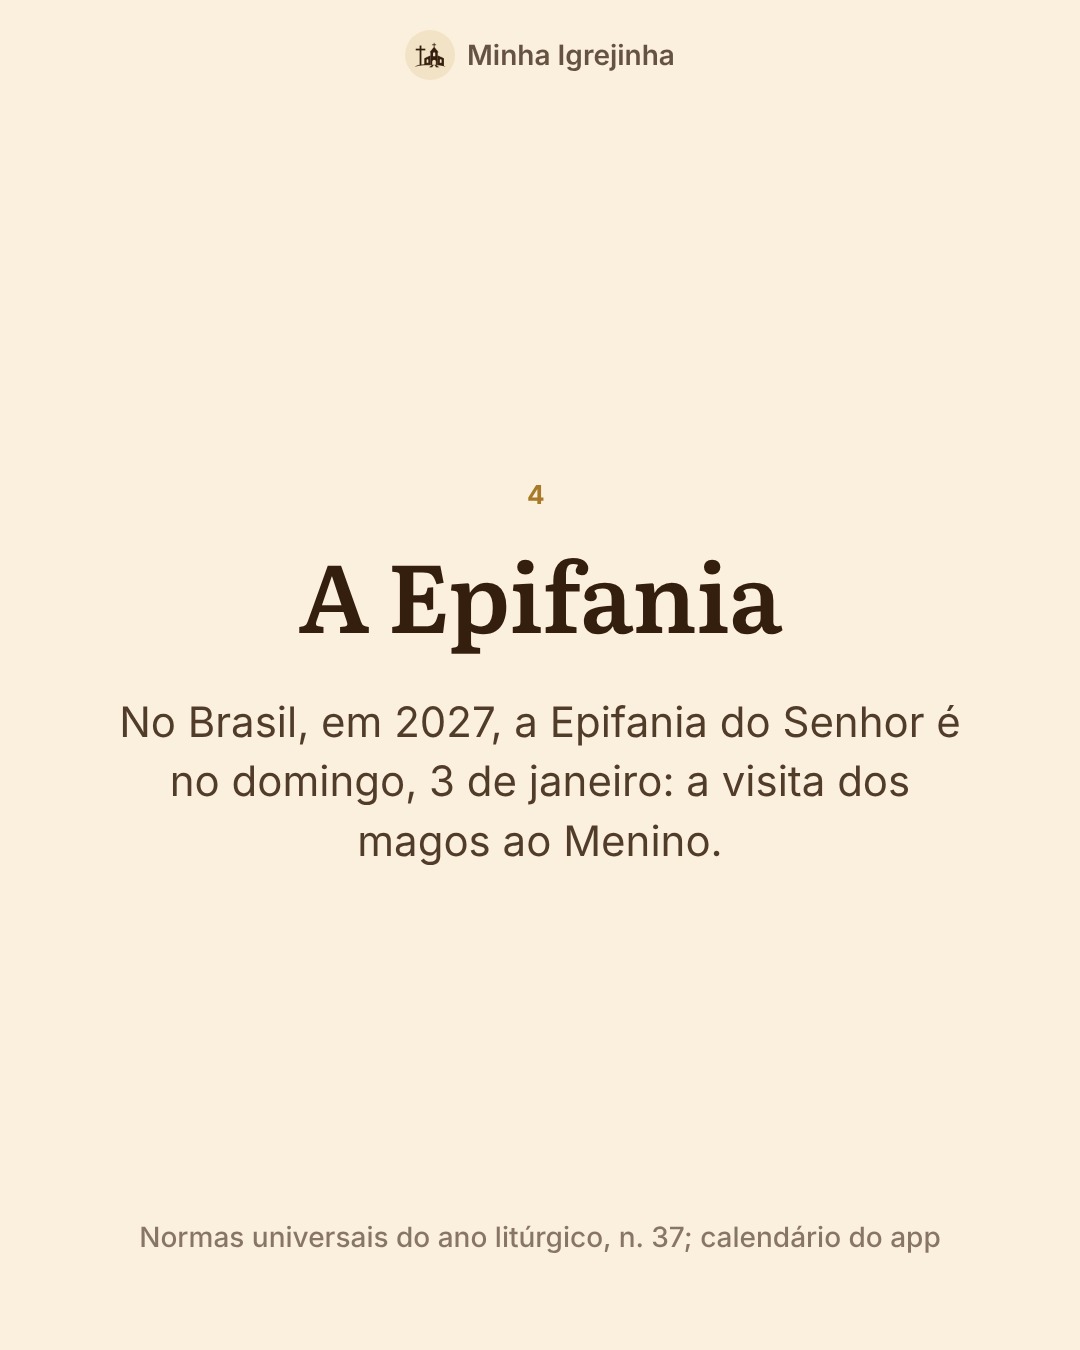 Minha Igrejinha
4
A Epifania
No Brasil, em 2027, a Epifania do Senhor é
no domingo, 3 de janeiro: a visita dos
magos ao Menino.
Normas universais do ano litúrgico, n. 37; calendário do app